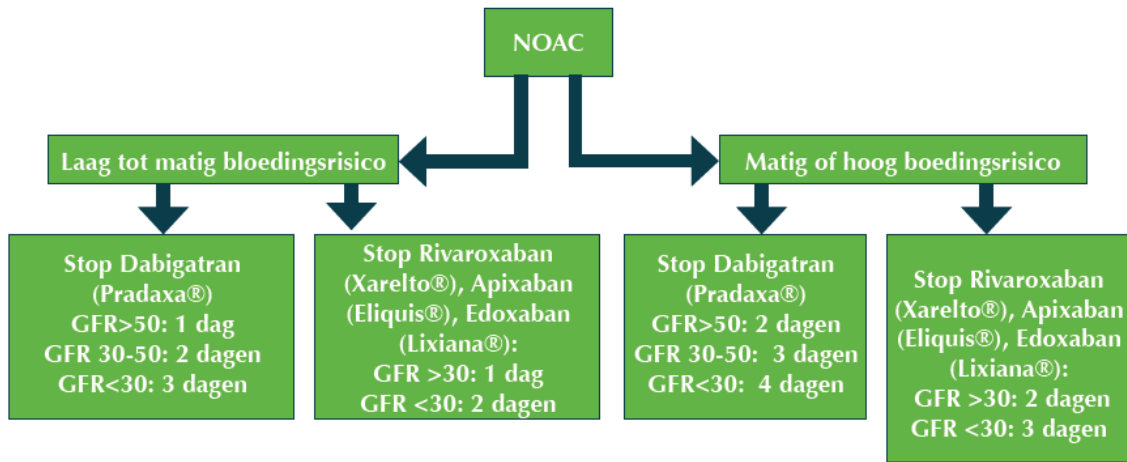 NOAC
Laag tot matig bloedingsrisico
Matig of hoog boedingsrisico
Stop Dabigatran
(Pradaxa®)
GFR>50: 1 dag
GFR 30-50: 2 dagen
GFR<30: 3 dagen
Stop Rivaroxaban
(Xarelto®), Apixaban
(Eliquis®), Edoxaban
(Lixiana®):
GFR >30: 1 dag
GFR <30: 2 dagen
Stop Dabigatran
(Pradaxa®)
GFR>50: 2 dagen
GFR 30-50: 3 dagen
GFR<30: 4 dagen
Stop Rivaroxaban
(Xarelto®), Apixaban
(Eliquis®), Edoxaban
(Lixiana®):
GFR >30: 2 dagen
GFR <30: 3 dagen